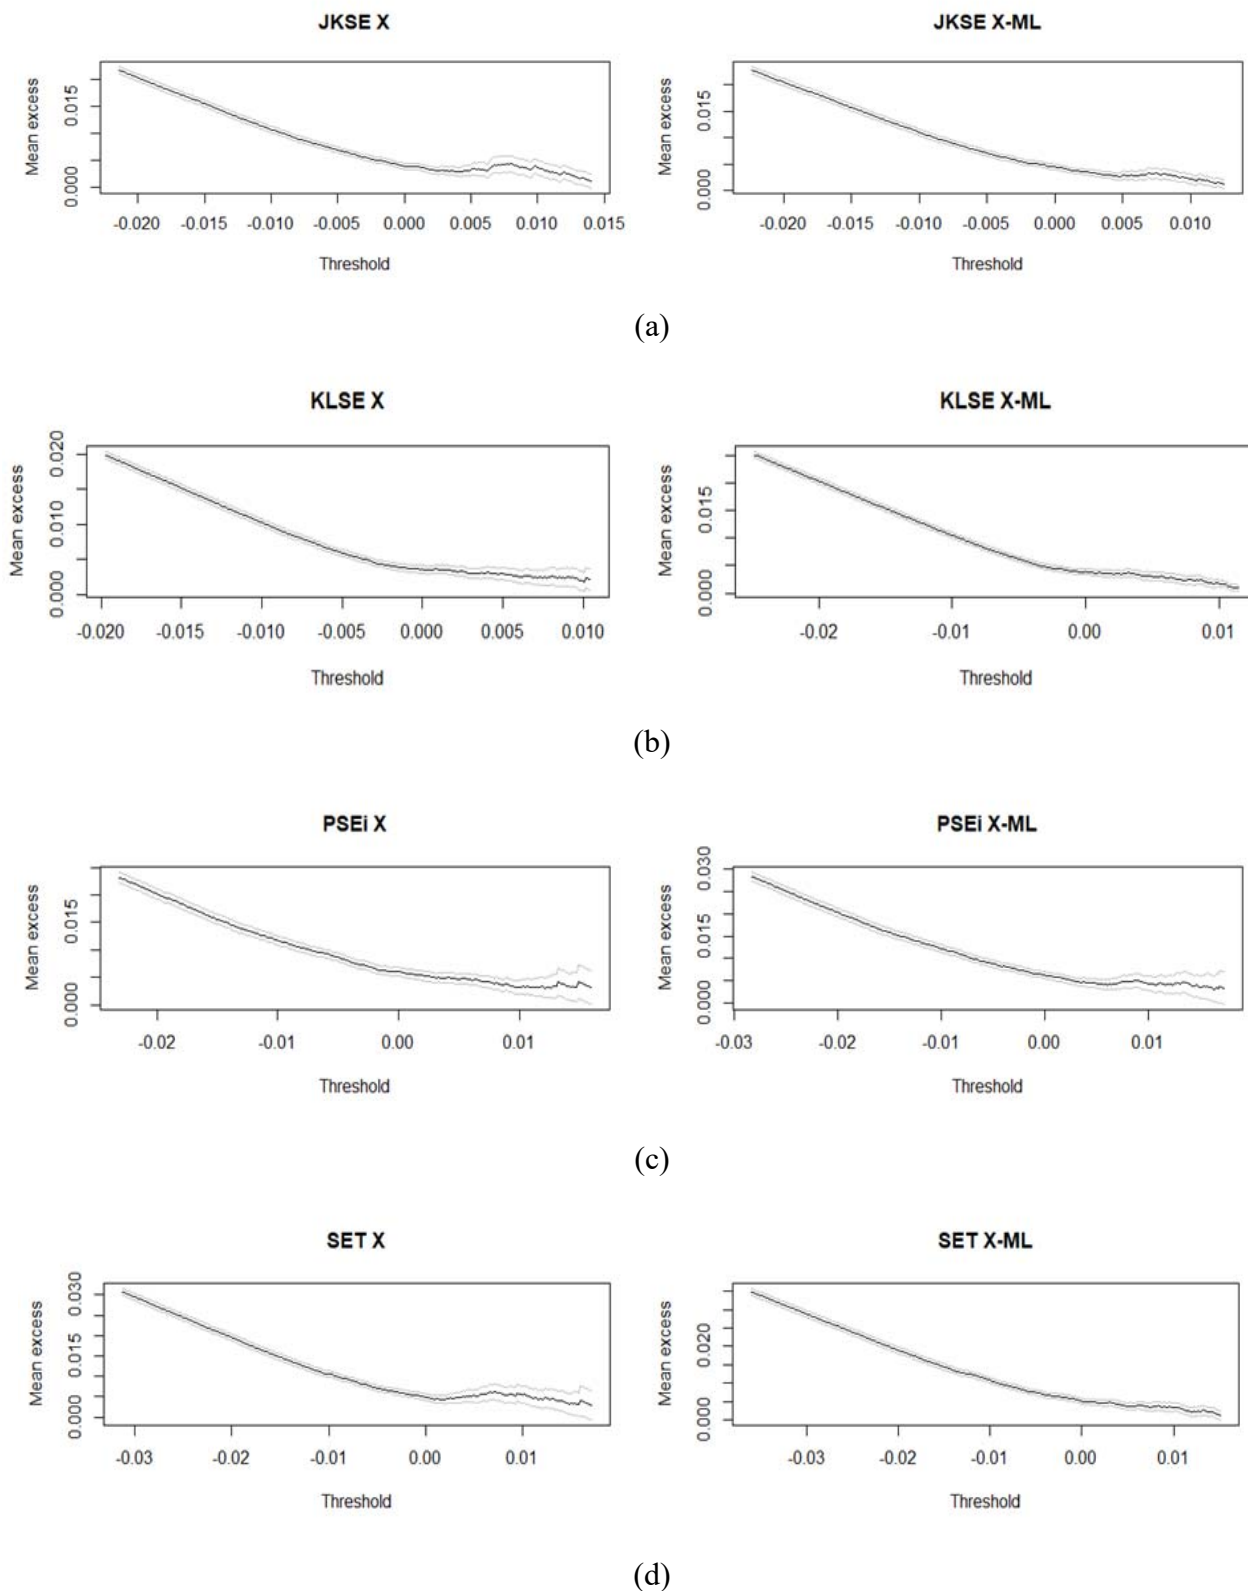 JKSE X
JKSE X-ML
Mean excess
0.000 0.015
-0.020 -0.015 -0.010 -0.005 0.000 0.005 0.010 0.015
Threshold
Mean excess
0.000 0.015
-0.020 -0.015 -0.010 -0.005 0.000 0.005 0.010
Threshold
(a)
KLSE X
KLSE X-ML
Mean excess
0.000 0.010 0.020
-0.020 -0.015 -0.010 -0.005 0.000 0.005 0.010
Threshold
Mean excess
0.000 0.015
-0.02 -0.01 0.00 0.01
Threshold
(b)
PSEi X
PSEi X-ML
Mean excess
0.000 0.015
-0.02 -0.01 0.00 0.01
Threshold
Mean excess
0.000 0.015 0.030
-0.03 -0.02 -0.01 0.00 0.01
Threshold
(c)
SET X
SET X-ML
Mean excess
0.000 0.015 0.030
-0.03 -0.02 -0.01 0.00 0.01
Threshold
Mean excess
0.000 0.020
-0.03 -0.02 -0.01 0.00 0.01
Threshold
(d)